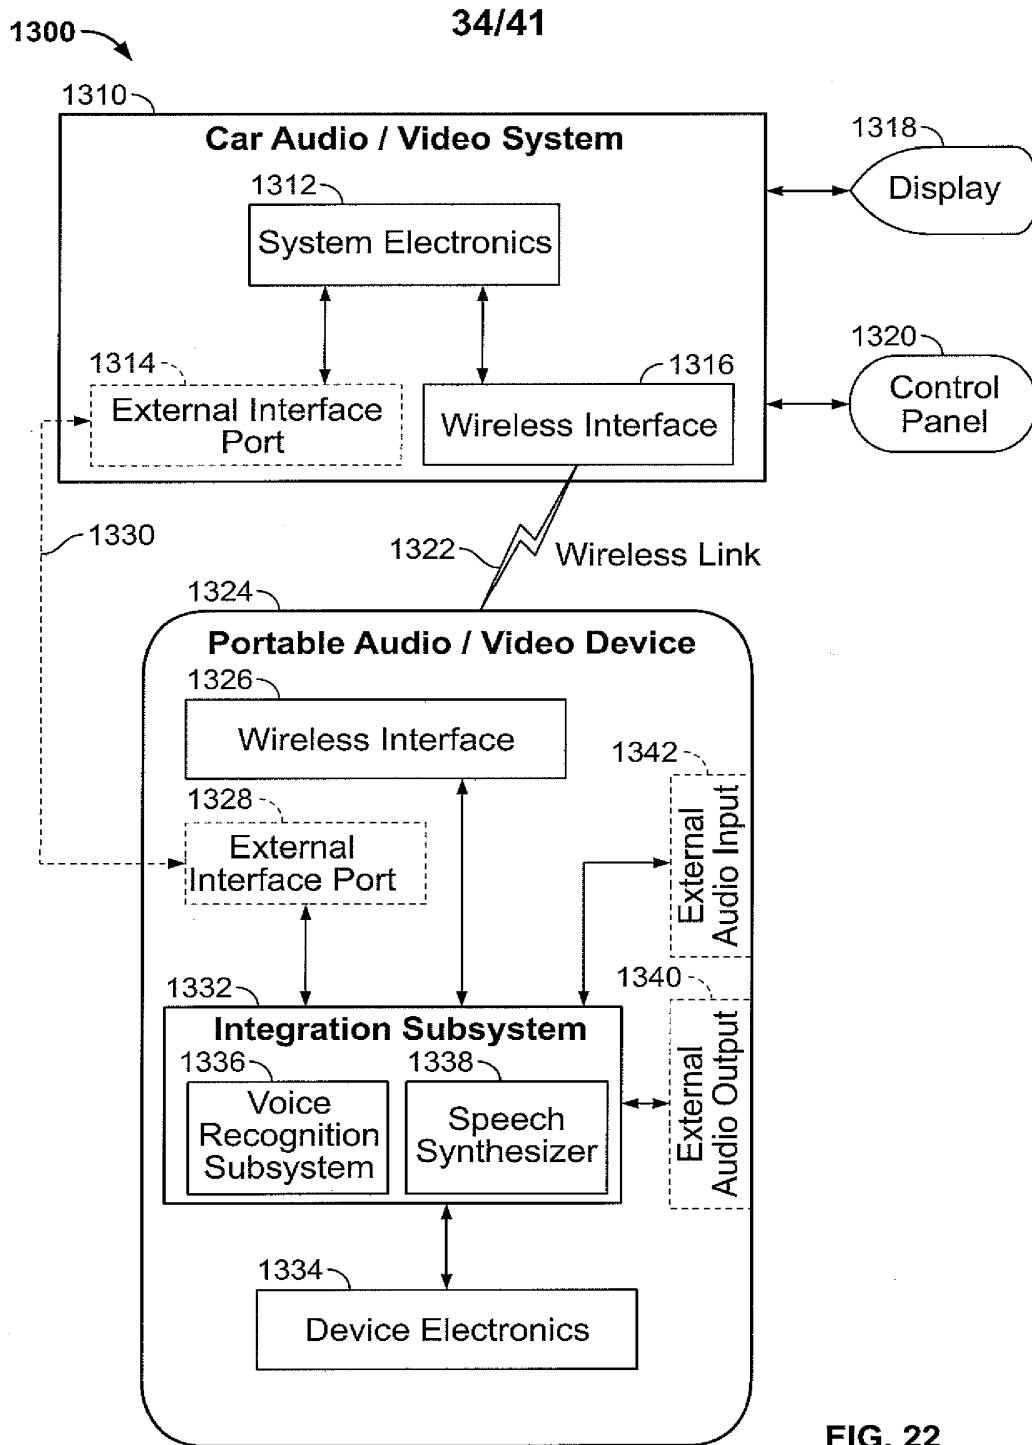 34/41
1300
1310
Car Audio / Video System
1312
System Electronics
1314
External Interface
Port
1316
Wireless Interface
1318
Display
1320
Control
Panel
1330
1322
Wireless Link
1324
Portable Audio / Video Device
1326
Wireless Interface
1328
External
Interface Port
1342
External
Audio Input
1332
Integration Subsystem
1336
Voice
Recognition
Subsystem
1338
Speech
Synthesizer
1340
External
Audio Output
1334
Device Electronics
FIG. 22